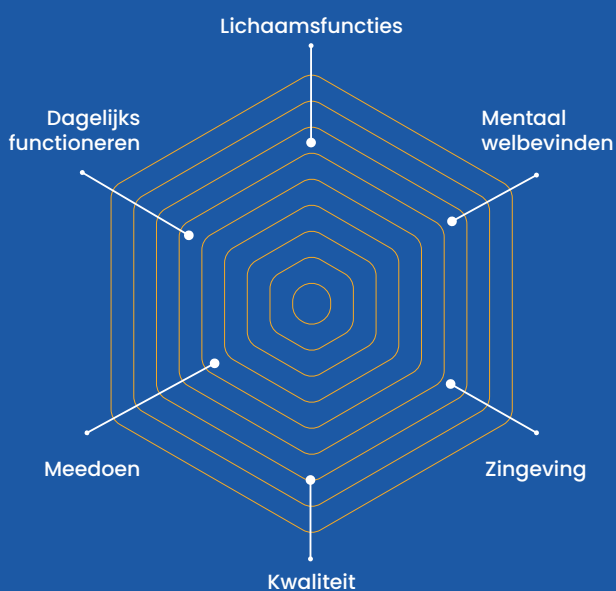 Lichaamsfuncties
Dagelijks
functioneren
Mentaal
welbevinden
Meedoen
Zingeving
Kwaliteit